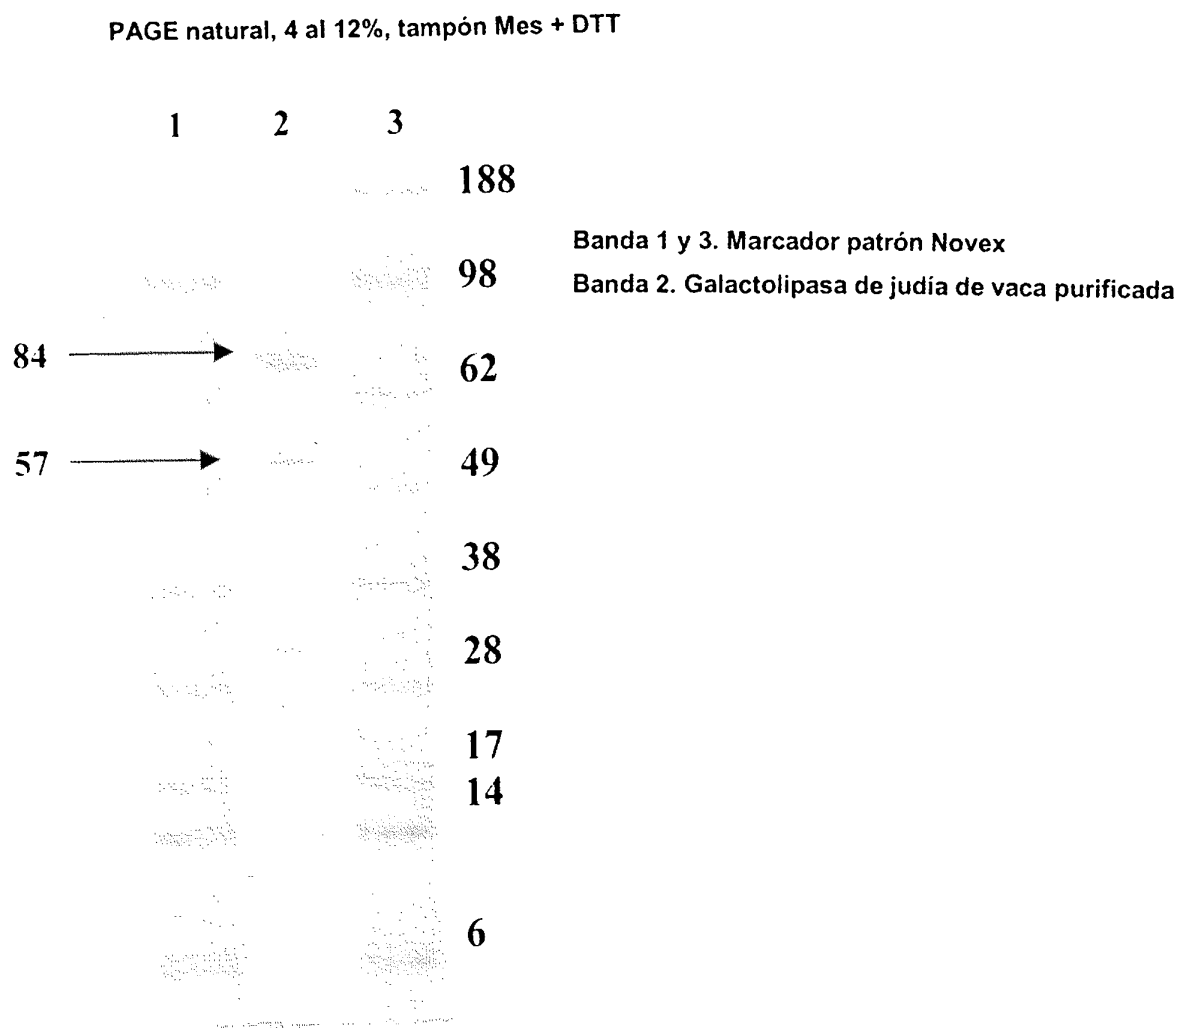 PAGE natural, 4 al 12%, tampón Mes + DTT
1 2 3
188
Banda 1 y 3. Marcador patrón Novex
98
Banda 2. Galactolipasa de judía de vaca purificada
84
62
57
49
38
28
17
14
6